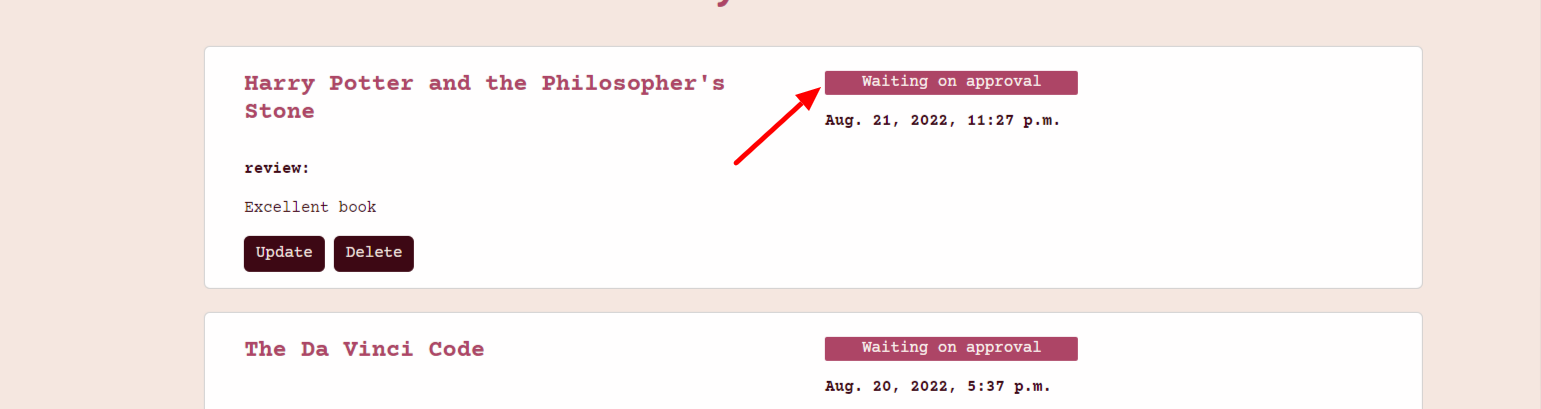 Harry Potter and the Philosopher's
Stone
Waiting on approval
Aug. 21, 2022, 11:27 p.m.
review:
Excellent book
Update Delete
The Da Vinci Code
Waiting on approval
Aug. 20, 2022, 5:37 p.m.